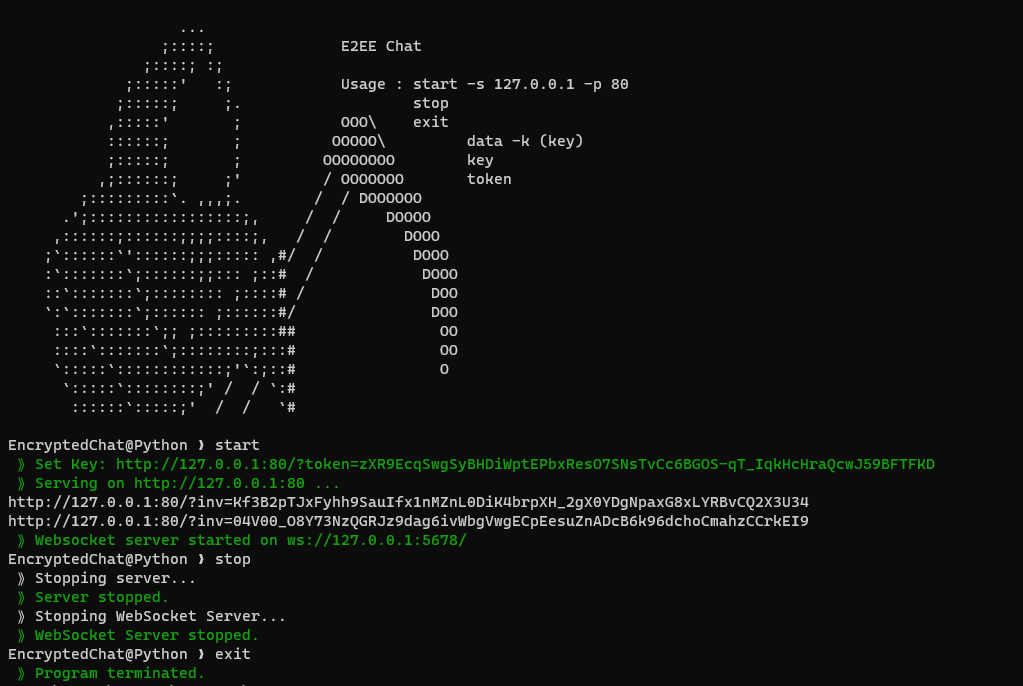 E2EE Chat
Usage : start -s 127.0.0.1 -p 80
stop
exit
data -k (key)
key
token
EncryptedChat@Python ❩ start
⟫ Set Key: http://127.0.0.1:80/?token=zXR9EcqSwgSyBHDiWptEPbxResO7SNsTvCc6BGOS-qT_IqkHcHraQcwJ59BFTFKD
⟫ Serving on http://127.0.0.1:80 ...
http://127.0.0.1:80/?inv=Kf3B2pTJxFyhh9SauIfx1nMZnL0DiK4brpXH_2gX0YDgNpaxG8xLYRBvCQ2X3U34
http://127.0.0.1:80/?inv=04V00_O8Y73NzQGRJz9dag6ivWbgVwgECpEesuZnADcB6k96dchoCmahzCCrkEI9
⟫ Websocket server started on ws://127.0.0.1:5678/
EncryptedChat@Python ❩ stop
⟫ Stopping server...
⟫ Server stopped.
⟫ Stopping WebSocket Server...
⟫ WebSocket Server stopped.
EncryptedChat@Python ❩ exit
⟫ Program terminated.